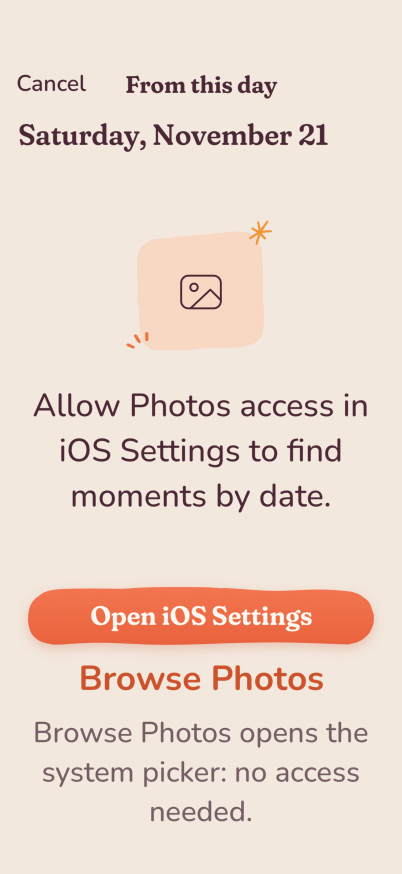 Cancel From this day
Saturday, November 21
Allow Photos access in
iOS Settings to find
moments by date.
Open iOS Settings
Browse Photos
Browse Photos opens the
system picker: no access
needed.